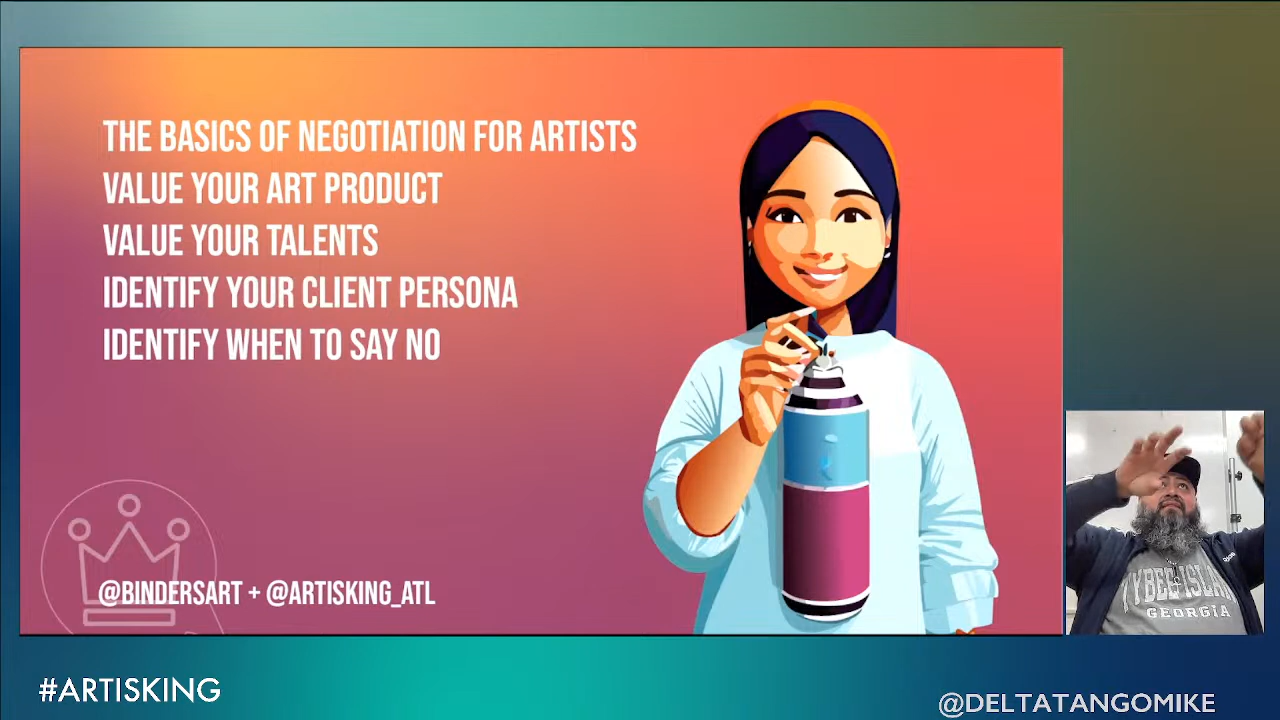 THE BASICS OF NEGOTIATION FOR ARTISTS
VALUE YOUR ART PRODUCT
VALUE YOUR TALENTS
IDENTIFY YOUR CLIENT PERSONA
IDENTIFY WHEN TO SAY NO
@BINDERSART + @ARTISKING_ATL
GEORGIA
#ARTISKING
@DELTATANGOMIKE